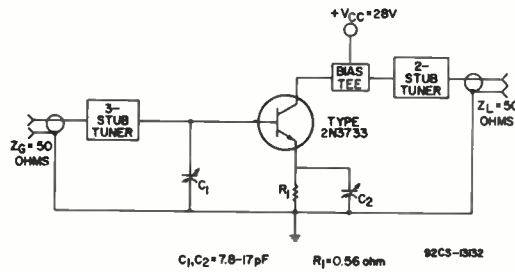 +VCC=28V
BIAS
TEE
2-
STUB
TUNER
3-
STUB
TUNER
TYPE
2N3733
ZL=50
OHMS
ZG=50
OHMS
C1
R1
C2
C1,C2=7.8-17pF R1=0.56 ohm 92CS-13132